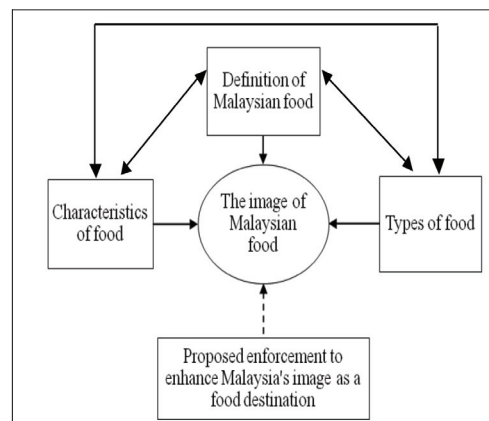 Definition of
Malaysian food
Characteristics
of food
The image of
Malaysian
food
Types of food
Proposed enforcement to
enhance Malaysia's image as a
food destination